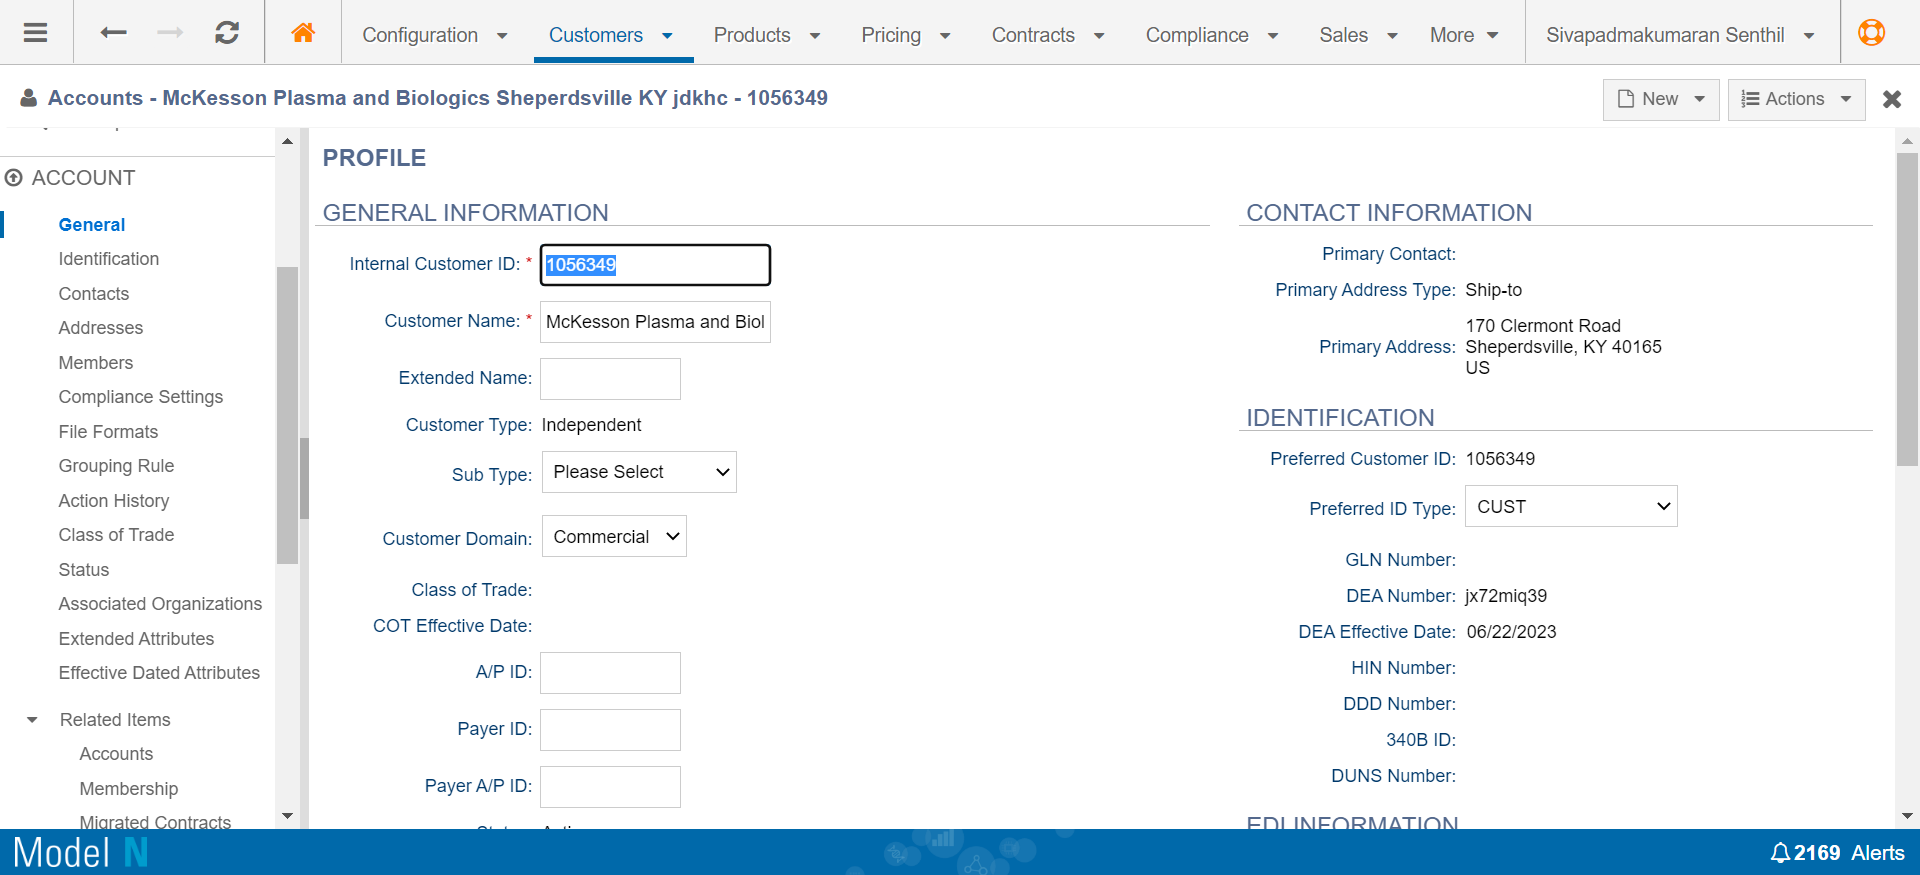 Configuration
Customers
Products
Pricing
Contracts
Compliance
Sales
More
Sivapadmakumaran Senthil
Accounts - McKesson Plasma and Biologics Sheperdsville KY jdkhc - 1056349
New
Actions
ACCOUNT
General
Identification
Contacts
Addresses
Members
Compliance Settings
File Formats
Grouping Rule
Action History
Class of Trade
Status
Associated Organizations
Extended Attributes
Effective Dated Attributes
Related Items
Accounts
Membership
Migrated Contracts
PROFILE
GENERAL INFORMATION
Internal Customer ID: * 1056349
Customer Name: * McKesson Plasma and Biol
Extended Name:
Customer Type: Independent
Sub Type: Please Select
Customer Domain: Commercial
Class of Trade:
COT Effective Date:
A/P ID:
Payer ID:
Payer A/P ID:
CONTACT INFORMATION
Primary Contact:
Primary Address Type: Ship-to
Primary Address: 170 Clermont Road
Sheperdsville, KY 40165
US
IDENTIFICATION
Preferred Customer ID: 1056349
Preferred ID Type: CUST
GLN Number:
DEA Number: jx72miq39
DEA Effective Date: 06/22/2023
HIN Number:
DDD Number:
340B ID:
DUNS Number:
EDI INFORMATION
Model N
2169 Alerts